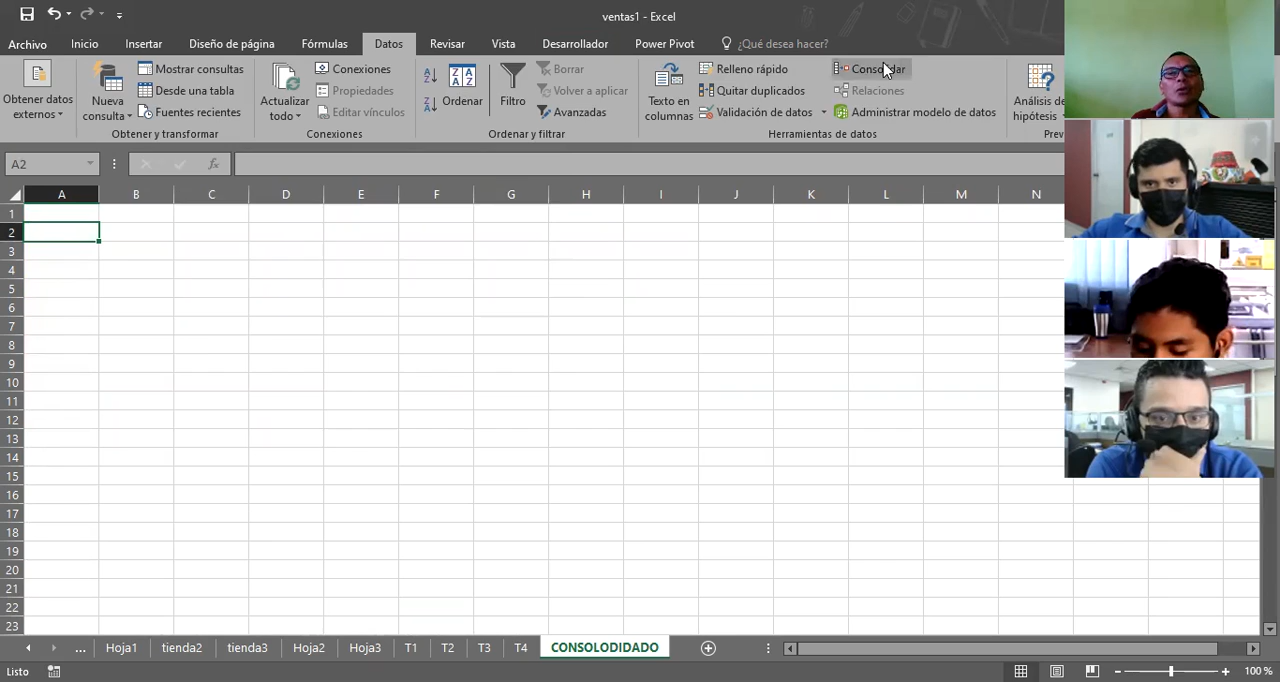 ventas1 - Excel
Archivo Inicio Insertar Diseño de página Fórmulas Datos Revisar Vista Desarrollador Power Pivot ¿Qué desea hacer?
Obtener datos externos
Nueva consulta
Mostrar consultas
Desde una tabla
Fuentes recientes
Obtener y transformar
Actualizar todo
Conexiones
Propiedades
Editar vínculos
Conexiones
Ordenar
Filtro
Borrar
Volver a aplicar
Avanzadas
Ordenar y filtrar
Texto en columnas
Relleno rápido
Quitar duplicados
Validación de datos
Consolidar
Relaciones
Administrar modelo de datos
Herramientas de datos
Análisis de hipótesis
Prev
A2 fx
A B C D E F G H I J K L M N
1
2
3
4
5
6
7
8
9
10
11
12
13
14
15
16
17
18
19
20
21
22
23
... Hoja1 tienda2 tienda3 Hoja2 Hoja3 T1 T2 T3 T4 CONSOLODIDADO
Listo 100 %